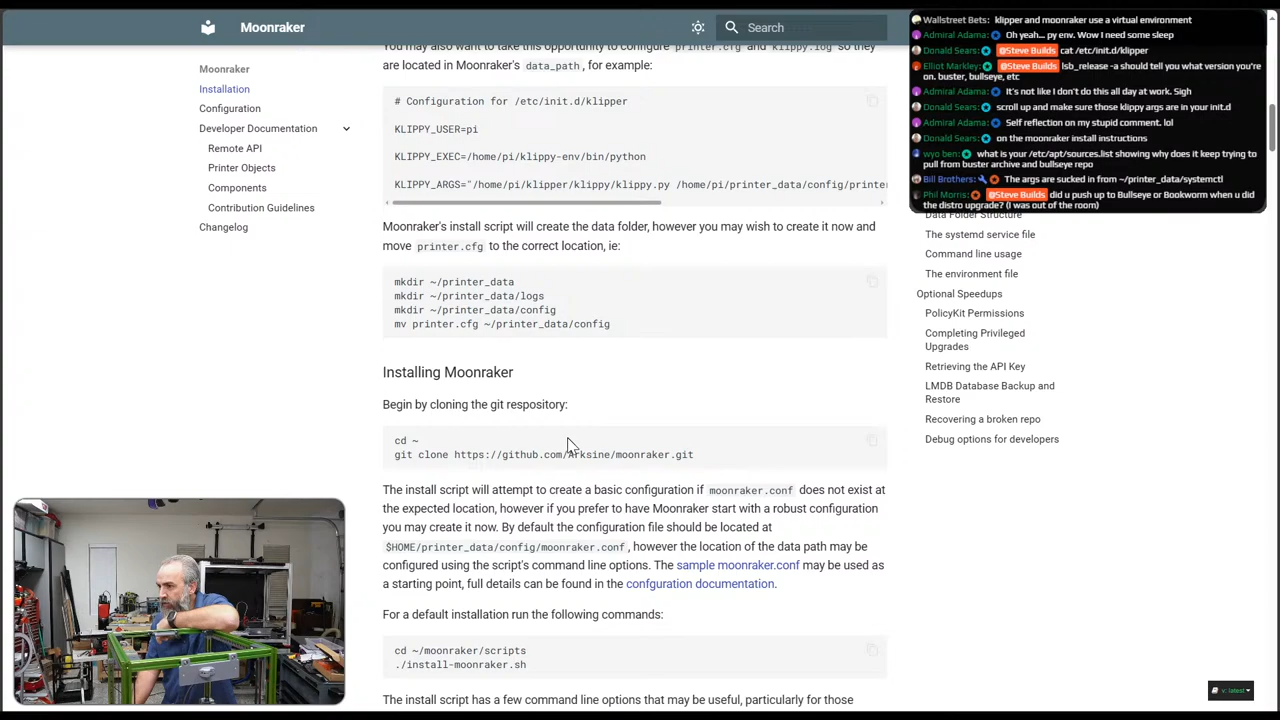 Moonraker
Search
Moonraker
Installation
Configuration
Developer Documentation
Remote API
Printer Objects
Components
Contribution Guidelines
Changelog
You may also want to take this opportunity to configure printer.cfg and klippy.log so they
are located in Moonraker's data_path, for example:
# Configuration for /etc/init.d/klipper
KLIPPY_USER=pi
KLIPPY_EXEC=/home/pi/klippy-env/bin/python
KLIPPY_ARGS="/home/pi/klipper/klippy/klippy.py /home/pi/printer_data/config/printer
Moonraker's install script will create the data folder, however you may wish to create it now and
move printer.cfg to the correct location, ie:
mkdir ~/printer_data
mkdir ~/printer_data/logs
mkdir ~/printer_data/config
mv printer.cfg ~/printer_data/config
Installing Moonraker
Begin by cloning the git respository:
cd ~
git clone https://github.com/Arksine/moonraker.git
The install script will attempt to create a basic configuration if moonraker.conf does not exist at
the expected location, however if you prefer to have Moonraker start with a robust configuration
you may create it now. By default the configuration file should be located at
$HOME/printer_data/config/moonraker.conf, however the location of the data path may be
configured using the script's command line options. The sample moonraker.conf may be used as
a starting point, full details can be found in the confguration documentation.
For a default installation run the following commands:
cd ~/moonraker/scripts
./install-moonraker.sh
The install script has a few command line options that may be useful, particularly for those
Wallstreet Bets: klipper and moonraker use a virtual environment
Admiral Adama: Oh yeah... py env. Wow I need some sleep
Donald Sears: @Steve Builds cat /etc/init.d/klipper
Elliot Markley: @Steve Builds lsb_release -a should tell you what version you're
on. buster, bullseye, etc
Admiral Adama: It's not like I don't do this all day at work. Sigh
Donald Sears: scroll up and make sure those klippy args are in your init.d
Admiral Adama: Self reflection on my stupid comment. lol
Donald Sears: on the moonraker install instructions
wyo ben: what is your /etc/apt/sources.list showing why does it keep trying to
pull from buster archive and bullseye repo
Bill Brothers: The args are sucked in from ~/printer_data/systemctl
Phil Morris: @Steve Builds did u push up to Bullseye or Bookworm when u did
the distro upgrade? (I was out of the room)
Data Folder Structure
The systemd service file
Command line usage
The environment file
Optional Speedups
PolicyKit Permissions
Completing Privileged
Upgrades
Retrieving the API Key
LMDB Database Backup and
Restore
Recovering a broken repo
Debug options for developers
v: latest